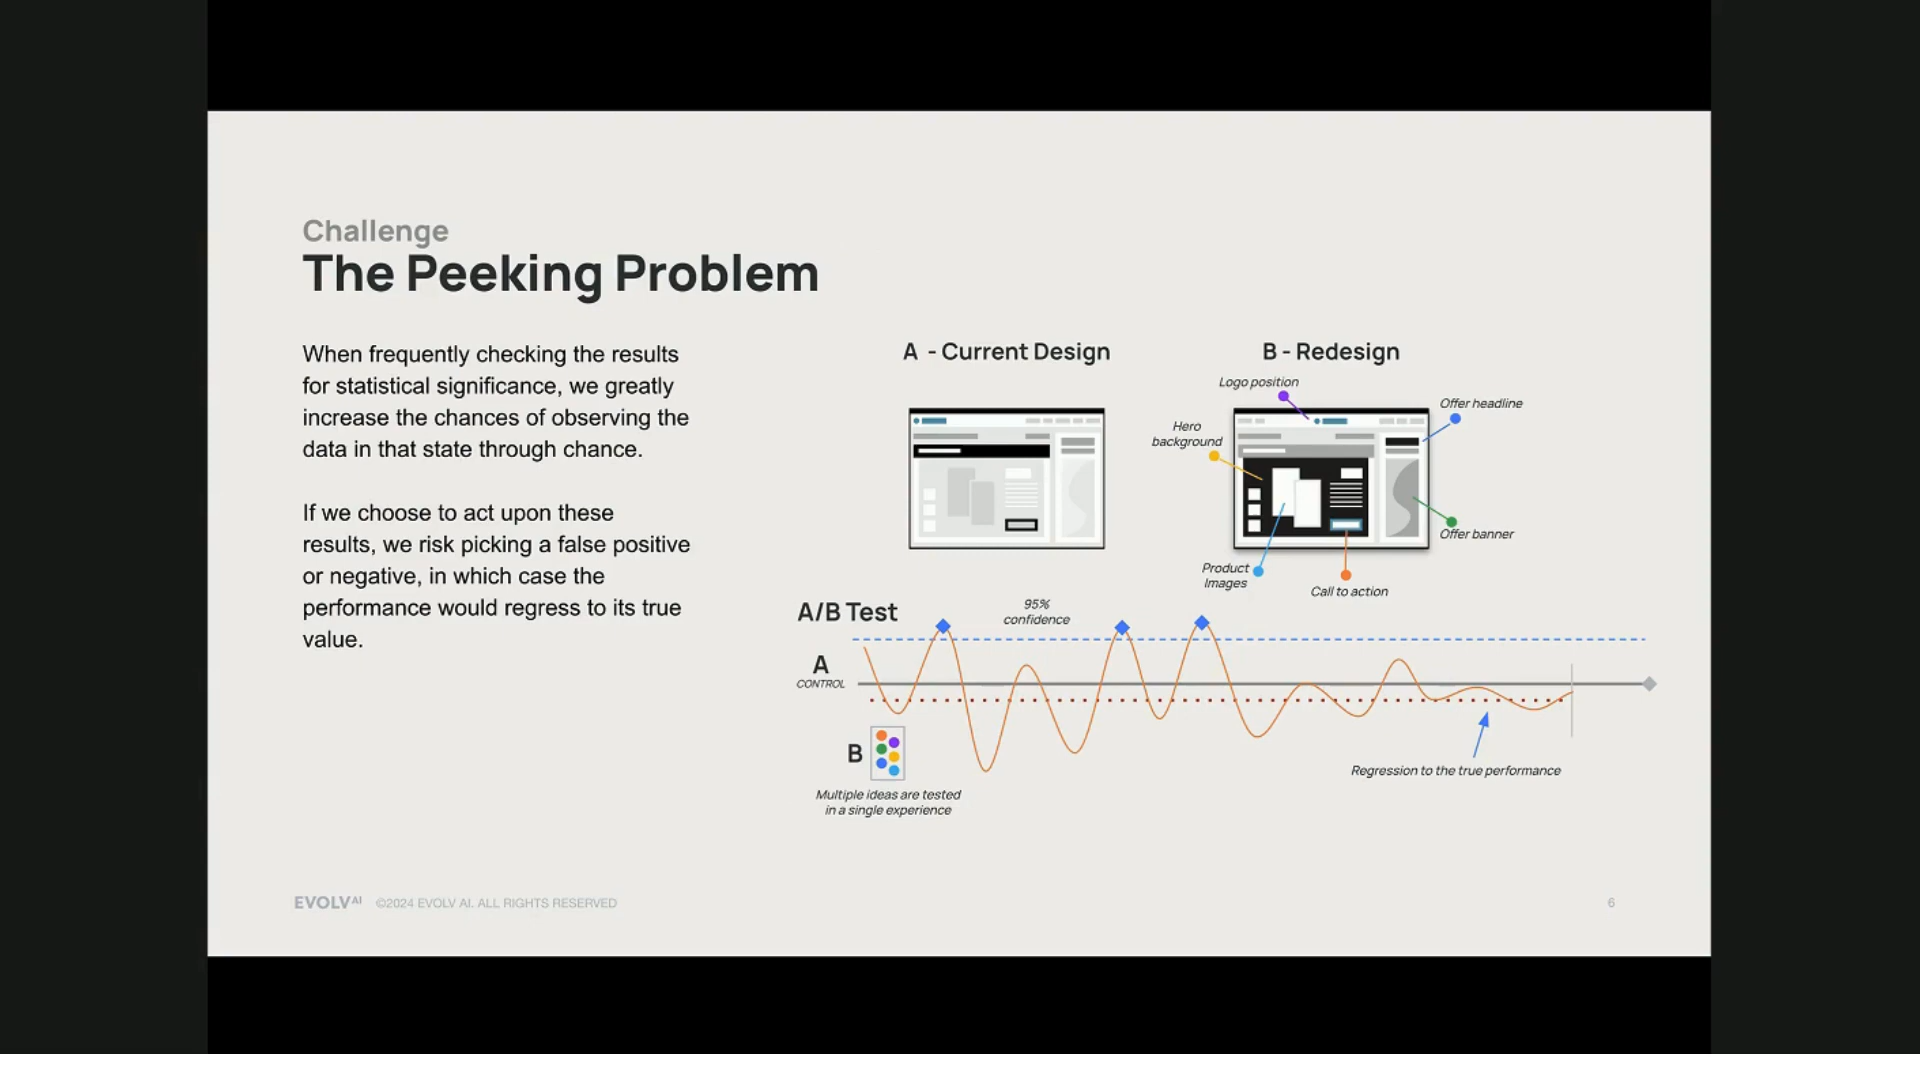 Challenge
The Peeking Problem
When frequently checking the results
for statistical significance, we greatly
increase the chances of observing the
data in that state through chance.
If we choose to act upon these
results, we risk picking a false positive
or negative, in which case the
performance would regress to its true
value.
A - Current Design
B - Redesign
Logo position
Offer headline
Hero
background
Offer banner
Product
Images
Call to action
A/B Test
95%
confidence
A
CONTROL
B
Multiple ideas are tested
in a single experience
Regression to the true performance
EVOLVAI ©2024 EVOLV AI. ALL RIGHTS RESERVED
6